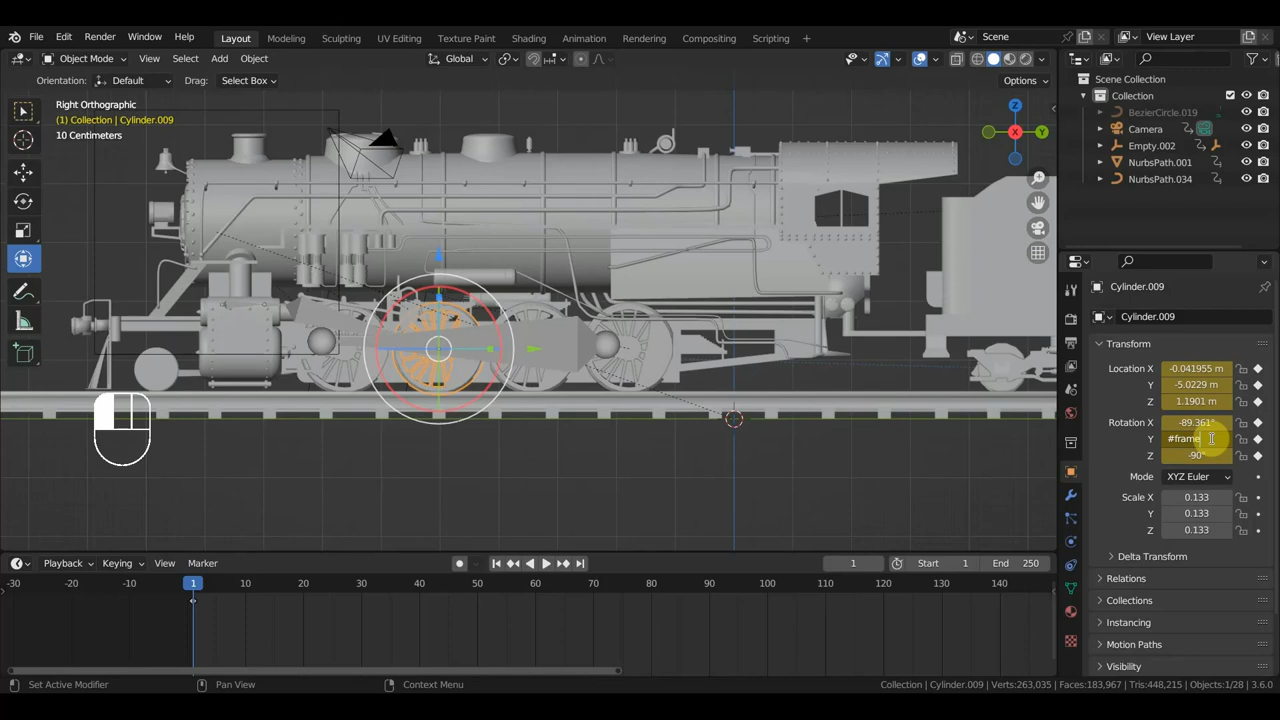 File Edit Render Window Help Layout Modeling Sculpting UV Editing Texture Paint Shading Animation Rendering Compositing Scripting + Scene View Layer
Object Mode View Select Add Object Global
Orientation: Default Drag: Select Box Options
Right Orthographic
(1) Collection | Cylinder.009
10 Centimeters
Z
Y
X
Scene Collection
Collection
BezierCircle.019
Camera
Empty.002
NurbsPath.001
NurbsPath.034
Cylinder.009
Cylinder.009
Transform
Location X -0.041955 m
Y -5.0229 m
Z 1.1901 m
Rotation X -89.361°
Y #frame
Z -90°
Mode XYZ Euler
Scale X 0.133
Y 0.133
Z 0.133
Delta Transform
Relations
Collections
Instancing
Motion Paths
Visibility
Playback Keying View Marker 1 Start 1 End 250
-30 -20 -10 1 10 20 30 40 50 60 70 80 90 100 110 120 130 140
Set Active Modifier Pan View Context Menu Collection | Cylinder.009 | Verts:263,035 | Faces:183,967 | Tris:448,215 | Objects:1/28 | 3.6.0